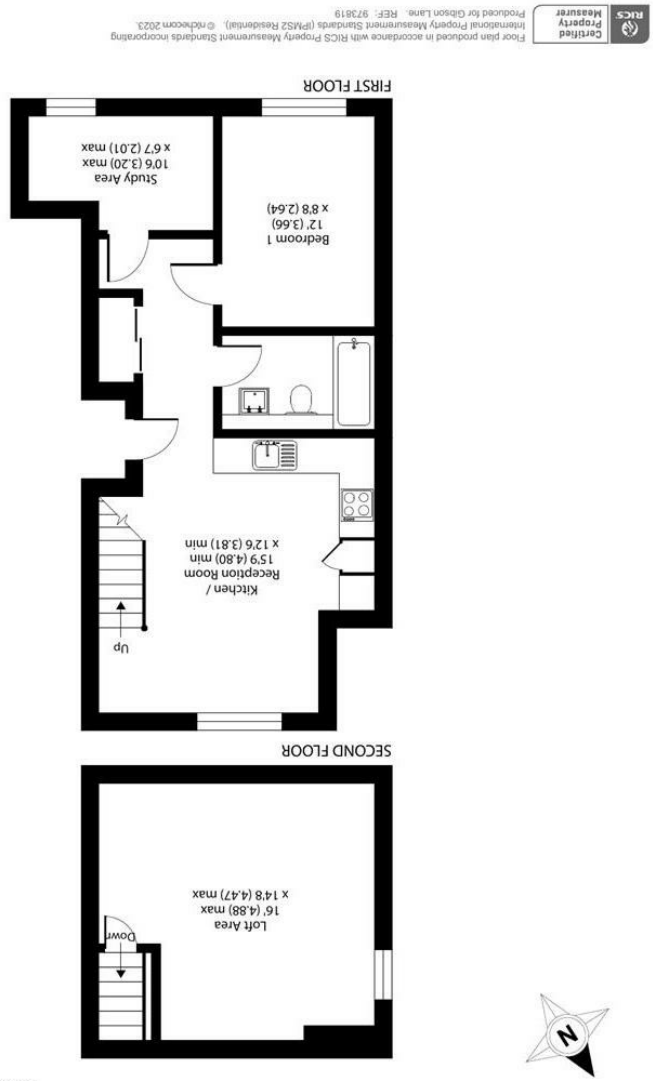 N
Down
Loft Area
16' (4.88) max
x 14'8 (4.47) max
SECOND FLOOR
Up
Kitchen /
Reception Room
15'9 (4.80) min
x 12'6 (3.81) min
Bedroom 1
12' (3.66)
x 8'8 (2.64)
Study Area
10'6 (3.20) max
x 6'7 (2.01) max
FIRST FLOOR
RICS
Certified
Property
Measurer
Floor plan produced in accordance with RICS Property Measurement Standards incorporating
International Property Measurement Standards (IPMS2 Residential). © nichecom 2023.
Produced for Gibson Lane. REF: 973819